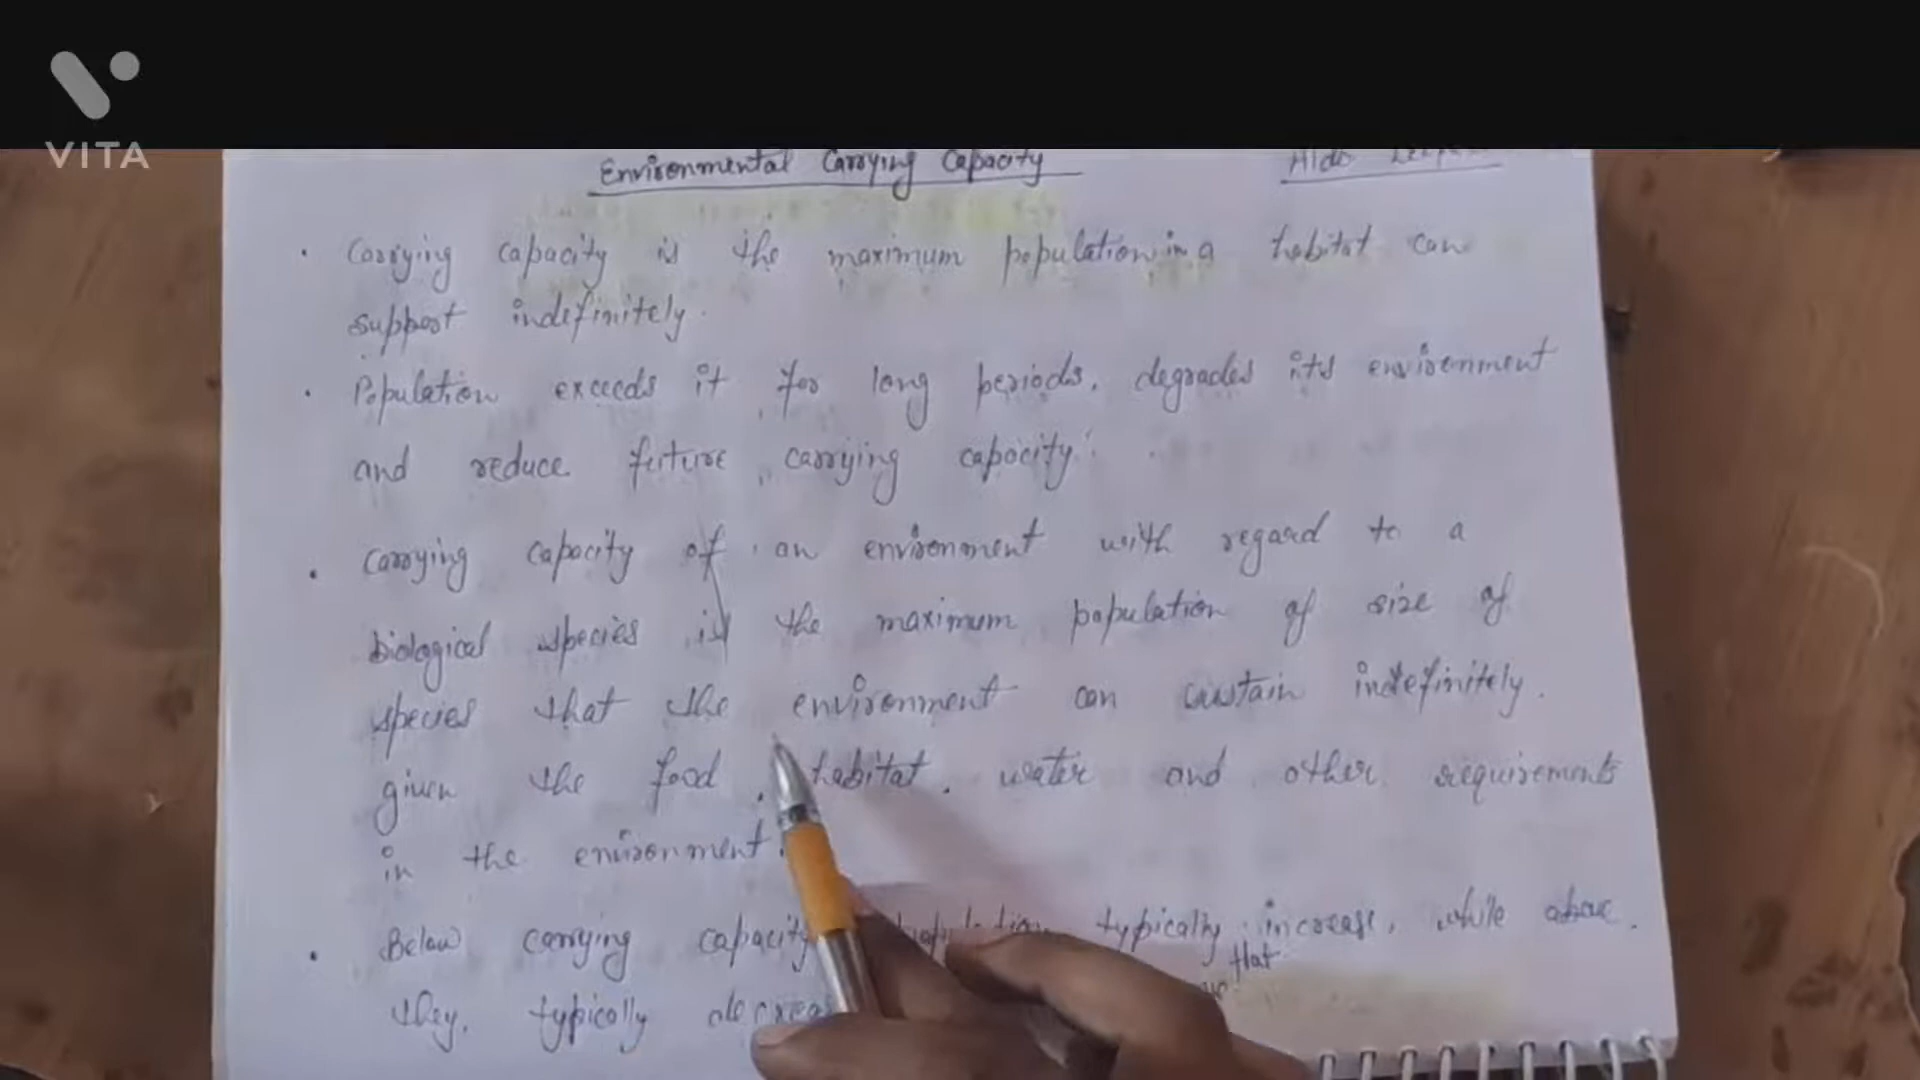 VITA
Environmental Carrying Capacity
Aldo
• Carrying capacity is the maximum population in a habitat can
support indefinitely.
• Population exceeds it for long periods, degrades its environment
and reduce future carrying capacity.
• Carrying capacity of an environment with regard to a
biological species is the maximum population of size of
species that the environment can sustain indefinitely.
given the food, habitat, water and other requirements
in the environment.
• Below carrying capacity typically increase, while above.
that
they, typically